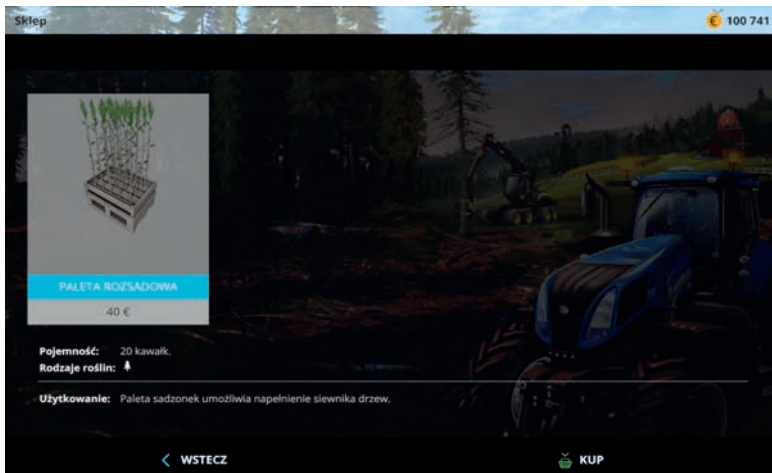 Sklep
€ 100 741
PALETA ROZSADOWA
40 €
Pojemność: 20 kawałk.
Rodzaje roślin:
Użytkowanie: Paleta sadzonek umożliwia napełnienie siewnika drzew.
WSTECZ
KUP